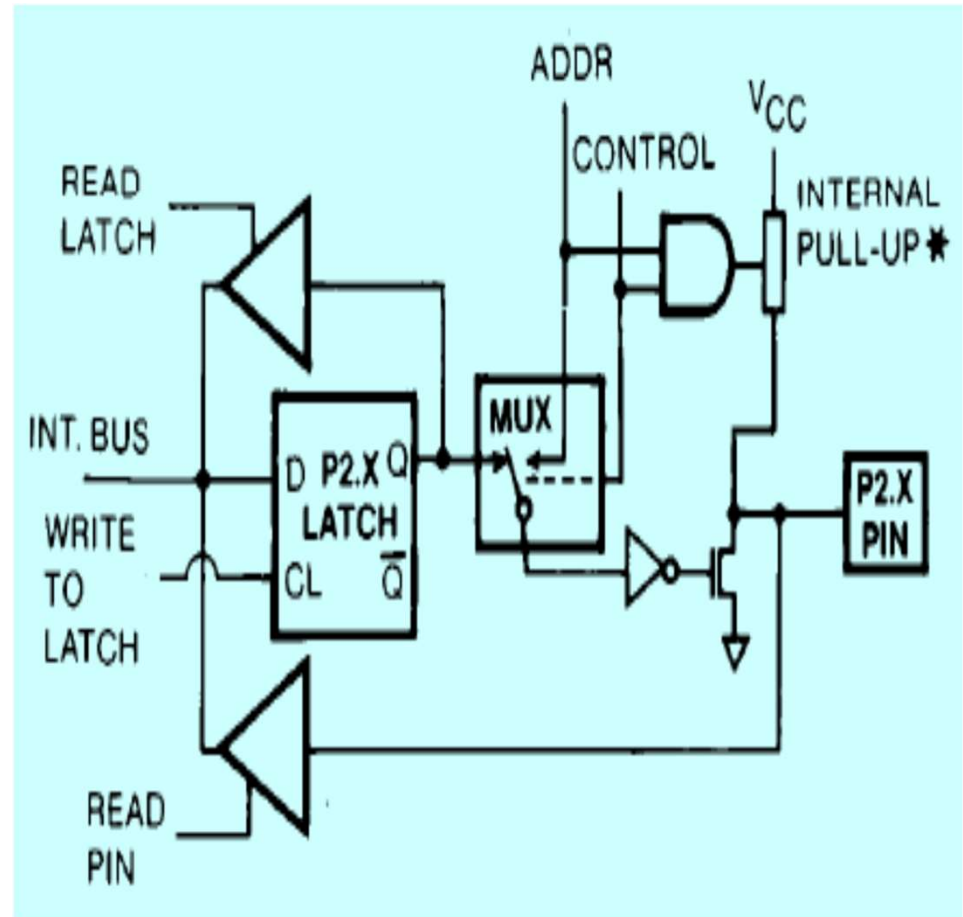 ADDR
VCC
CONTROL
READ
LATCH
INTERNAL
PULL-UP *
INT. BUS
MUX
D P2.X Q
LATCH
CL Q̅
P2.X
PIN
WRITE
TO
LATCH
READ
PIN